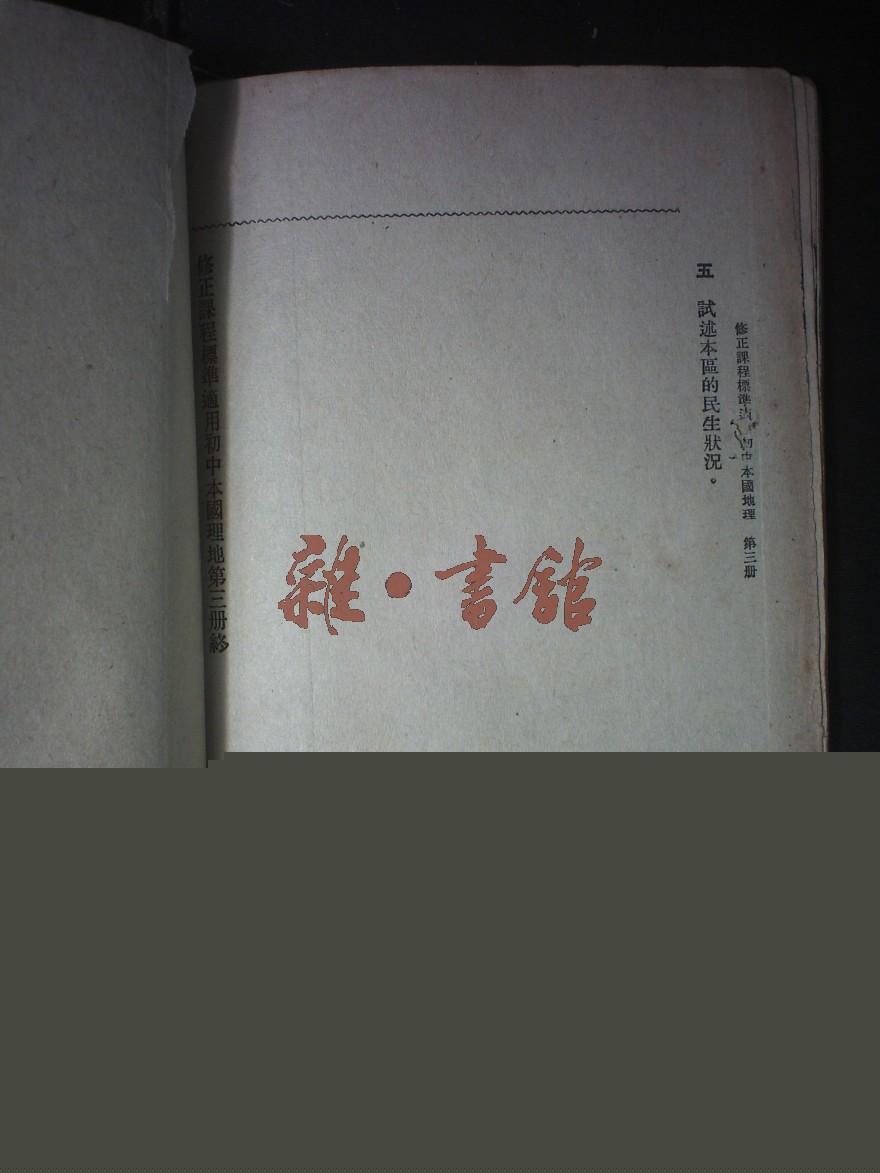 修正課程標準適 初中本國地理 第三册
五 試述本區的民生狀況。
修正課程標準適用初中本國理地第三册終
雜·書館